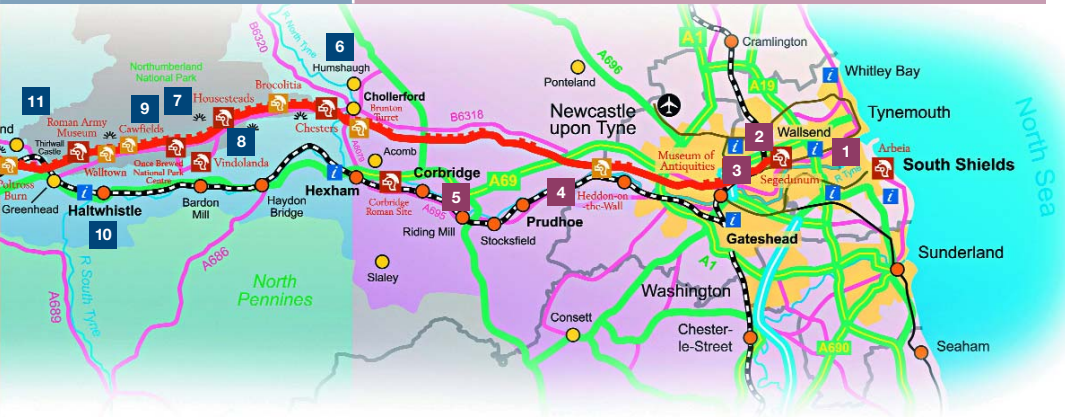 6
Humshaugh
B6320
R North Tyne
A1
A696
Cramlington
Ponteland
A19
Whitley Bay
Northumberland
National Park
11
9
7
Housesteads
Brocolitia
Chollerford
Brunton
Turret
B6318
Newcastle
upon Tyne
Tynemouth
North Sea
Roman Army
Museum
Cawfields
Chesters
2
Wallsend
1
Thirlwall
Castle
8
A6079
Acomb
Museum of
Antiquities
3
Segedunum
R Tyne
Arbeia
South Shields
Walltown
Once Brewed
National Park
Centre
Vindolanda
Poltross
Burn
Greenhead
Haltwhistle
Bardon
Mill
Haydon
Bridge
Hexham
Corbridge
Corbridge
Roman Site
A69
5
A695
4
Heddon-on
-the-Wall
Prudhoe
Riding Mill
Stocksfield
Gateshead
10
R South Tyne
A686
A689
North
Pennines
Slaley
A1
Washington
Sunderland
Consett
Chester-
le-Street
A690
Seaham